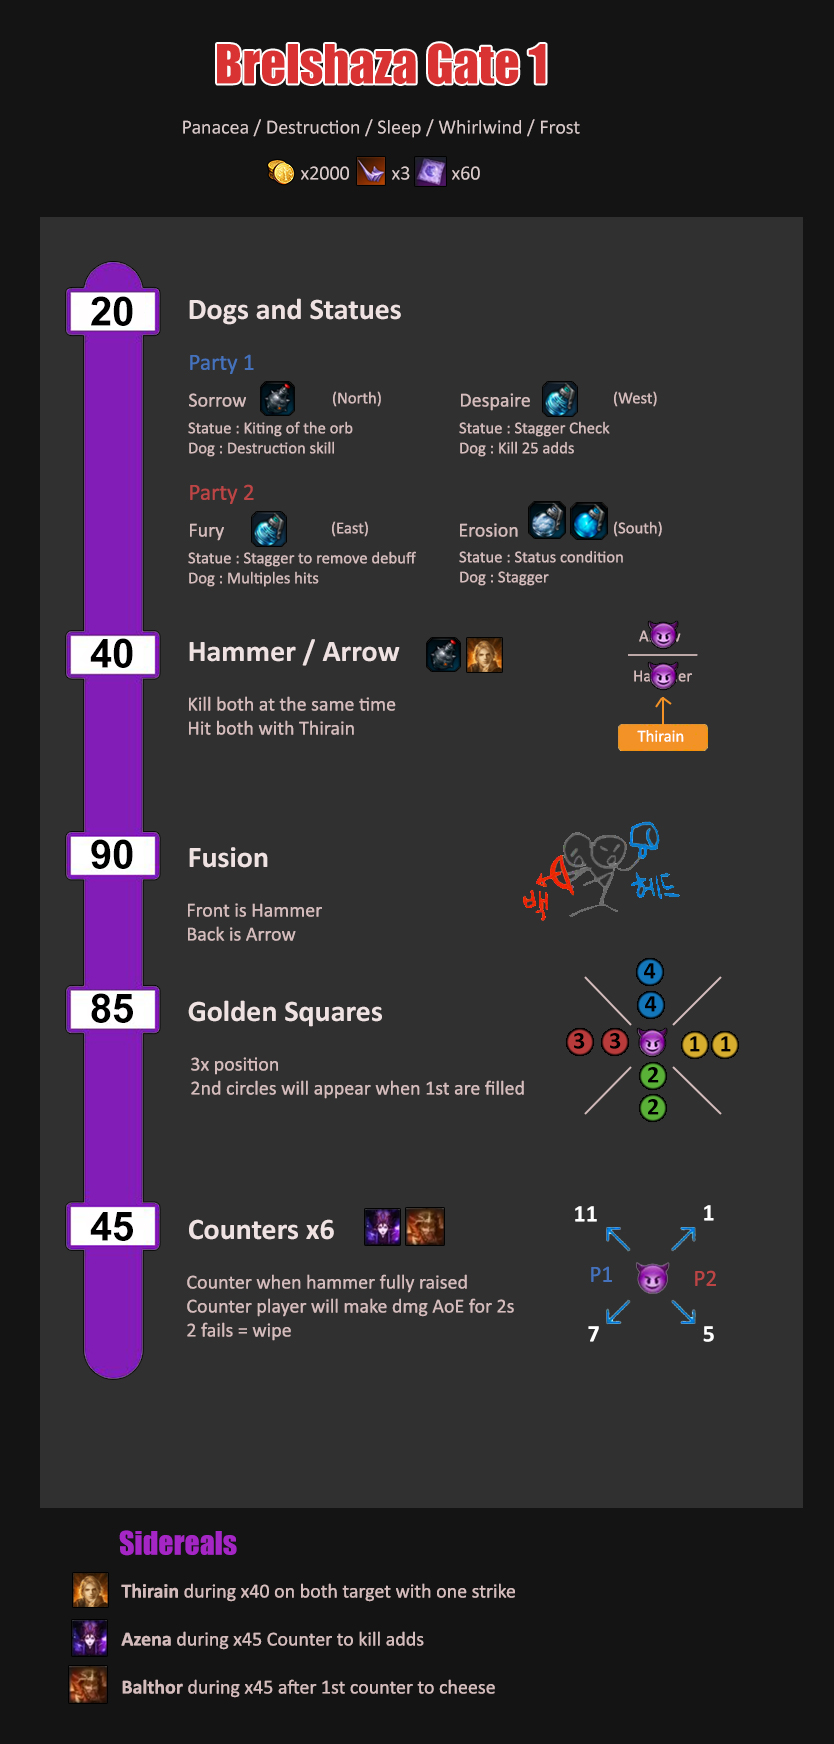 Brelshaza Gate 1
Panacea / Destruction / Sleep / Whirlwind / Frost
x2000 x3 x60
20
Dogs and Statues
Party 1
Sorrow (North)
Statue : Kiting of the orb
Dog : Destruction skill
Despaire (West)
Statue : Stagger Check
Dog : Kill 25 adds
Party 2
Fury (East)
Statue : Stagger to remove debuff
Dog : Multiples hits
Erosion (South)
Statue : Status condition
Dog : Stagger
40
Hammer / Arrow
Kill both at the same time
Hit both with Thirain
Thirain
90
Fusion
Front is Hammer
Back is Arrow
백
헤드
85
Golden Squares
3x position
2nd circles will appear when 1st are filled
4
4
3 3 1 1
2
2
45
Counters x6
Counter when hammer fully raised
Counter player will make dmg AoE for 2s
2 fails = wipe
11 1
P1 P2
7 5
Sidereals
Thirain during x40 on both target with one strike
Azena during x45 Counter to kill adds
Balthor during x45 after 1st counter to cheese